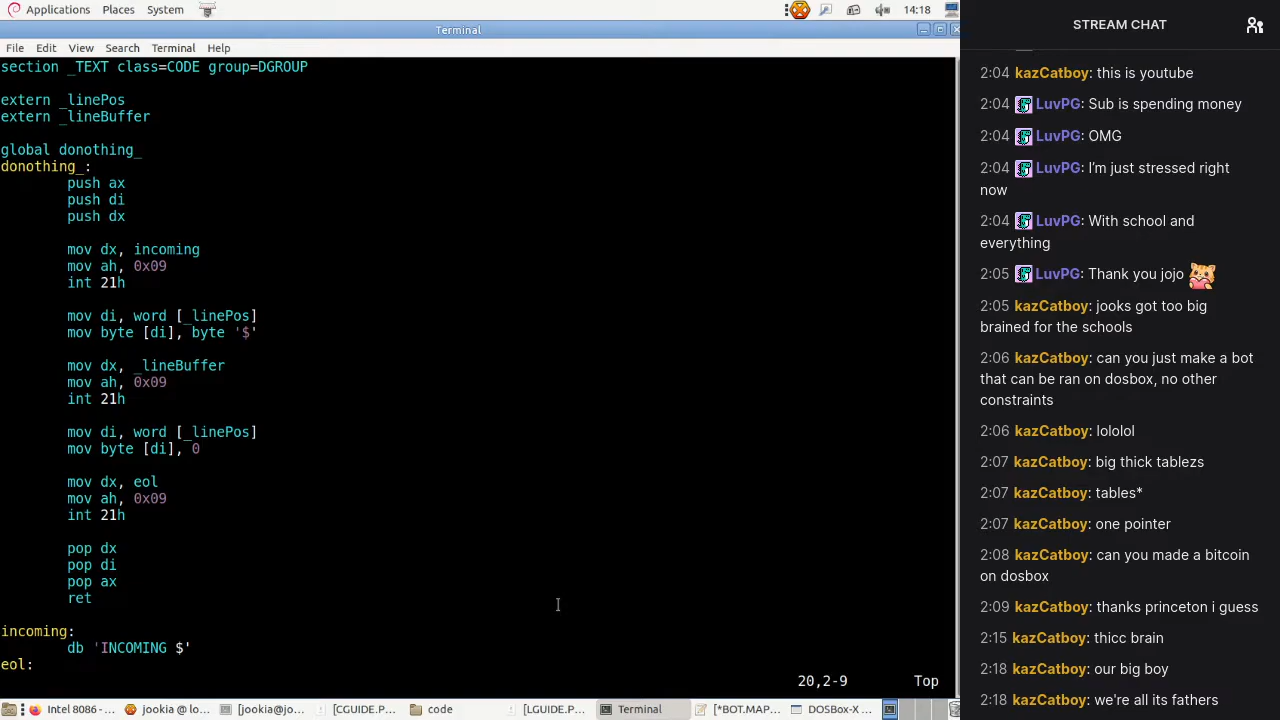 Applications Places System 14:18
Terminal
File Edit View Search Terminal Help
section _TEXT class=CODE group=DGROUP
extern _linePos
extern _lineBuffer
global donothing_
donothing_:
push ax
push di
push dx
mov dx, incoming
mov ah, 0x09
int 21h
mov di, word [_linePos]
mov byte [di], byte '$'
mov dx, _lineBuffer
mov ah, 0x09
int 21h
mov di, word [_linePos]
mov byte [di], 0
mov dx, eol
mov ah, 0x09
int 21h
pop dx
pop di
pop ax
ret
incoming:
db 'INCOMING $'
eol:
20,2-9 Top
Intel 8086 -... jookia @ lo... [jookia@jo... [CGUIDE.P... code [LGUIDE.P... Terminal [*BOT.MAP... DOSBox-X ...
STREAM CHAT
2:04 kazCatboy: this is youtube
2:04 LuvPG: Sub is spending money
2:04 LuvPG: OMG
2:04 LuvPG: I'm just stressed right
now
2:04 LuvPG: With school and
everything
2:05 LuvPG: Thank you jojo
2:05 kazCatboy: jooks got too big
brained for the schools
2:06 kazCatboy: can you just make a bot
that can be ran on dosbox, no other
constraints
2:06 kazCatboy: lololol
2:07 kazCatboy: big thick tablezs
2:07 kazCatboy: tables*
2:07 kazCatboy: one pointer
2:08 kazCatboy: can you made a bitcoin
on dosbox
2:09 kazCatboy: thanks princeton i guess
2:15 kazCatboy: thicc brain
2:18 kazCatboy: our big boy
2:18 kazCatboy: we're all its fathers